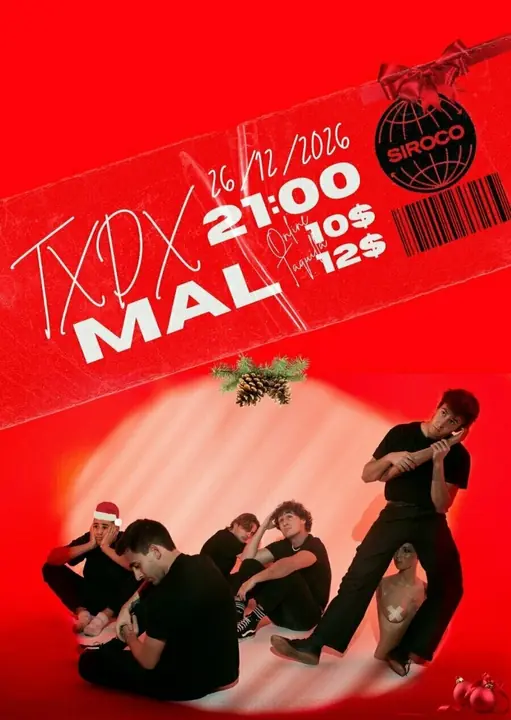 TXDX
MAL
26/12/2026
21:00
Online 10$
Taquilla 12$
SIROCO